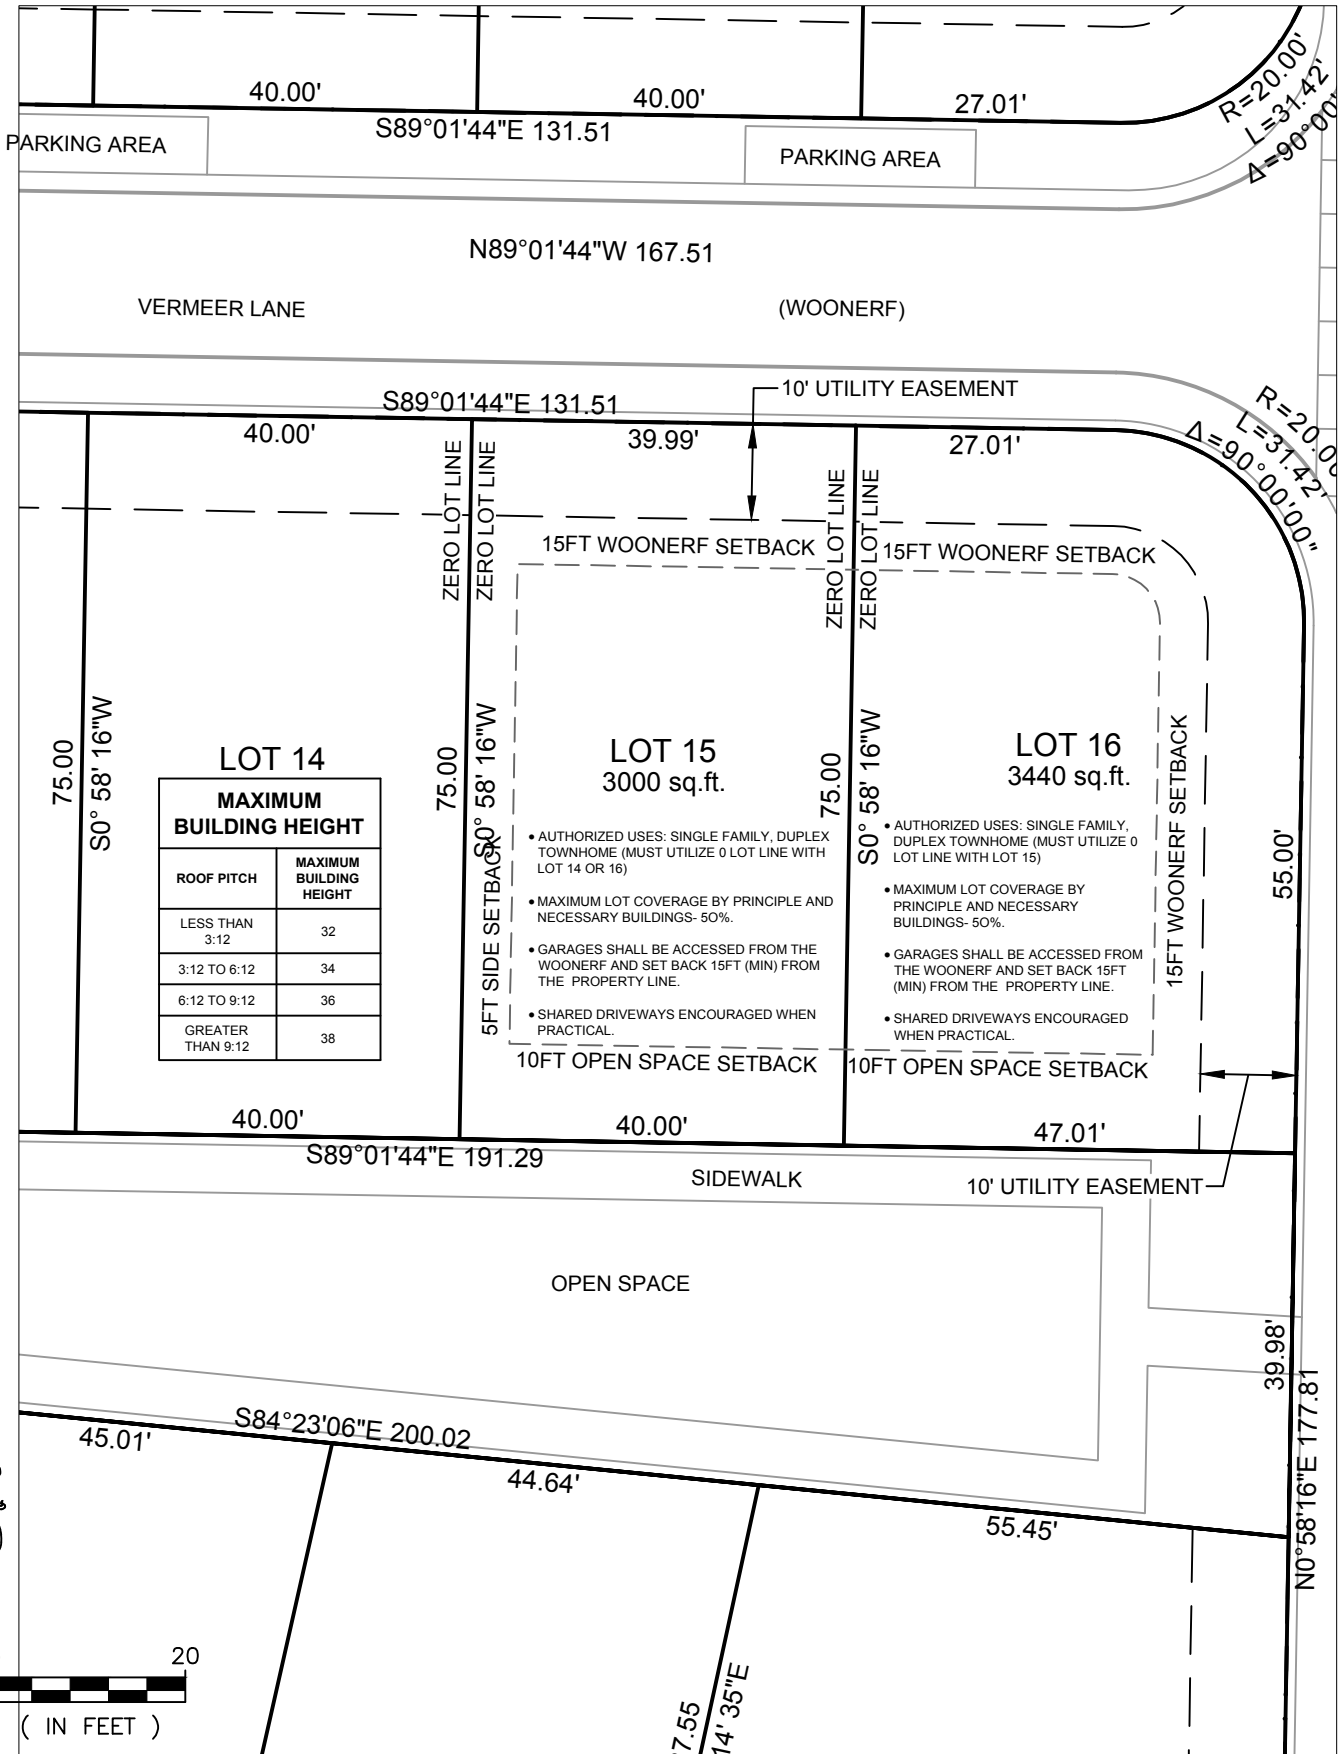 40.00'
40.00'
27.01'
S89°01'44"E 131.51
R=20.00'
L=31.42'
Δ=90°00'
PARKING AREA
PARKING AREA
N89°01'44"W 167.51
VERMEER LANE
(WOONERF)
10' UTILITY EASEMENT
S89°01'44"E 131.51
40.00'
39.99'
27.01'
R=20.00
L=31.42'
Δ=90°00'00"
ZERO LOT LINE
ZERO LOT LINE
ZERO LOT LINE
ZERO LOT LINE
15FT WOONERF SETBACK
15FT WOONERF SETBACK
75.00
S0° 58' 16"W
75.00
S0° 58' 16"W
75.00
S0° 58' 16"W
15FT WOONERF SETBACK
55.00'
LOT 14
MAXIMUM
BUILDING HEIGHT
ROOF PITCH
MAXIMUM
BUILDING
HEIGHT
LESS THAN
3:12
32
3:12 TO 6:12
34
6:12 TO 9:12
36
GREATER
THAN 9:12
38
5FT SIDE SETBACK
LOT 15
3000 sq.ft.
• AUTHORIZED USES: SINGLE FAMILY, DUPLEX
TOWNHOME (MUST UTILIZE 0 LOT LINE WITH
LOT 14 OR 16)
• MAXIMUM LOT COVERAGE BY PRINCIPLE AND
NECESSARY BUILDINGS- 50%.
• GARAGES SHALL BE ACCESSED FROM THE
WOONERF AND SET BACK 15FT (MIN) FROM
THE PROPERTY LINE.
• SHARED DRIVEWAYS ENCOURAGED WHEN
PRACTICAL.
10FT OPEN SPACE SETBACK
LOT 16
3440 sq.ft.
• AUTHORIZED USES: SINGLE FAMILY,
DUPLEX TOWNHOME (MUST UTILIZE 0
LOT LINE WITH LOT 15)
• MAXIMUM LOT COVERAGE BY
PRINCIPLE AND NECESSARY
BUILDINGS- 50%.
• GARAGES SHALL BE ACCESSED FROM
THE WOONERF AND SET BACK 15FT
(MIN) FROM THE PROPERTY LINE.
• SHARED DRIVEWAYS ENCOURAGED
WHEN PRACTICAL.
10FT OPEN SPACE SETBACK
40.00'
40.00'
47.01'
S89°01'44"E 191.29
SIDEWALK
10' UTILITY EASEMENT
OPEN SPACE
39.98'
N0°58'16"E 177.81
S84°23'06"E 200.02
45.01'
44.64'
55.45'
20
( IN FEET )
7.55
14' 35"E